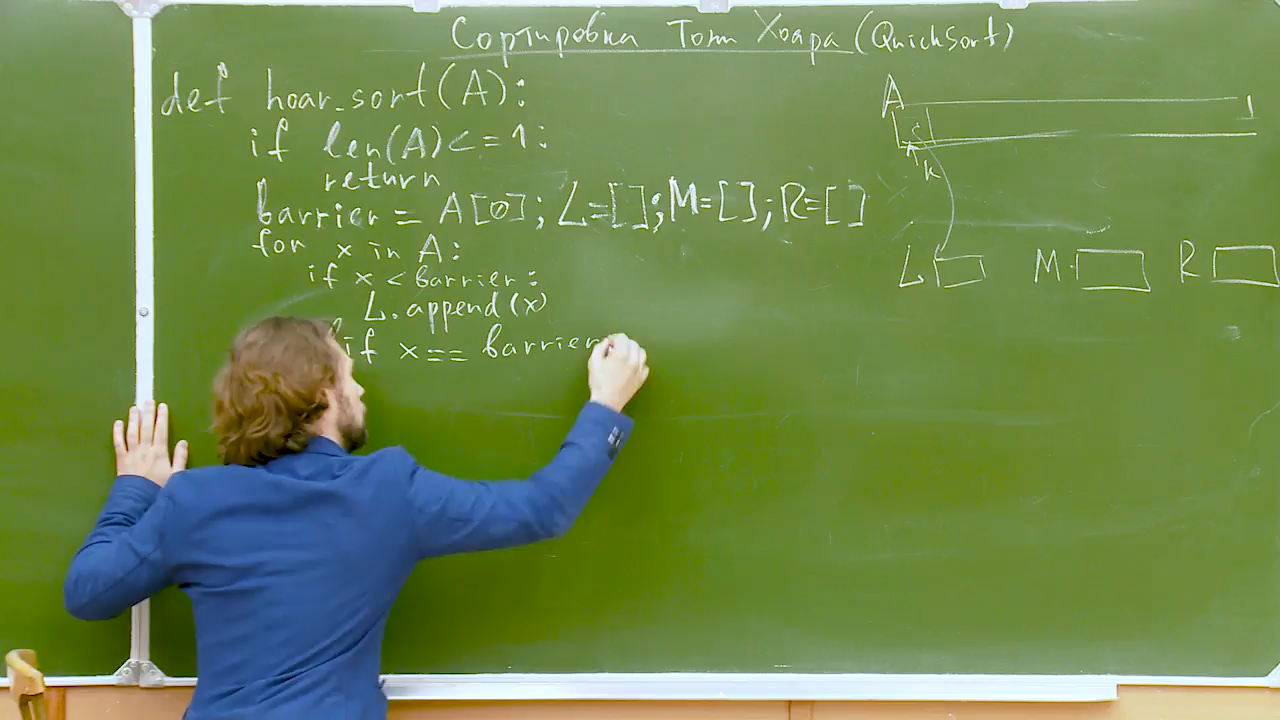 Сортировка Тони Хоара (QuickSort)
def hoar_sort(A):
if len(A) <= 1:
return
barrier = A[0]; L=[]; M=[]; R=[]
for x in A:
if x < barrier:
L.append(x)
if x == barrier
A
k
L M R